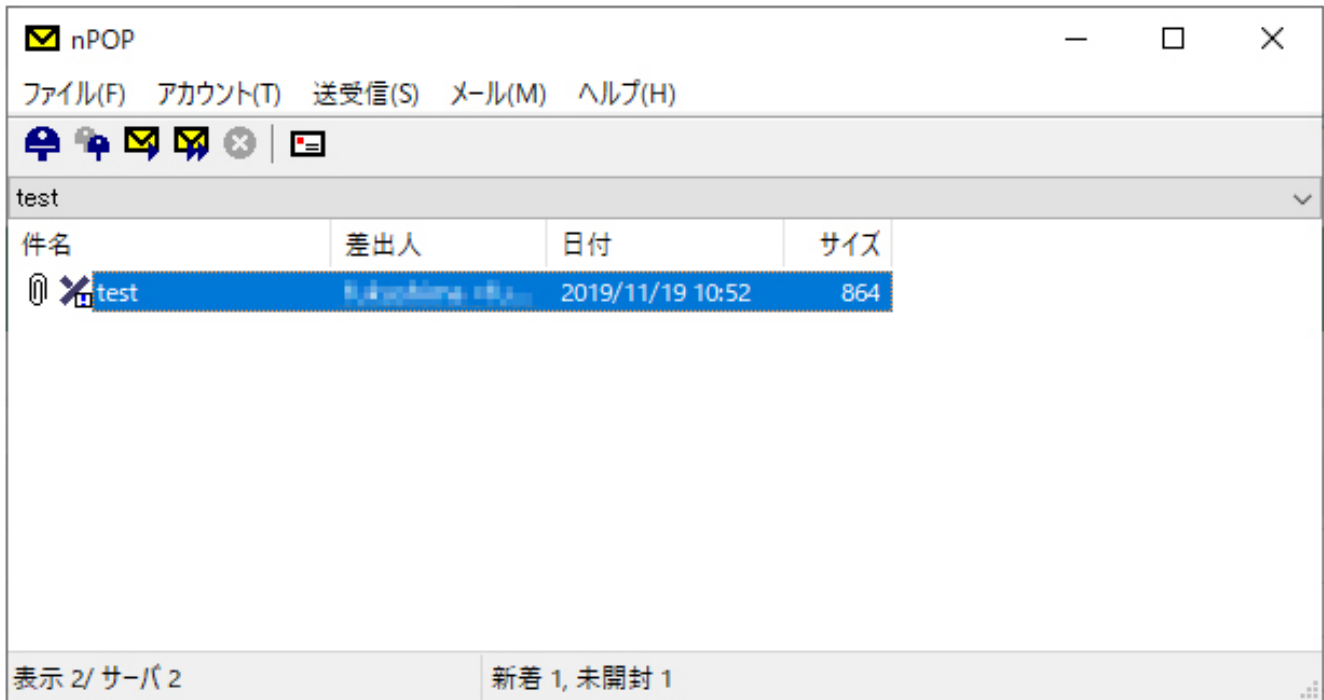 nPOP
ファイル(F) アカウント(T) 送受信(S) メール(M) ヘルプ(H)
test
件名 差出人 日付 サイズ
test 2019/11/19 10:52 864
表示 2/ サーバ 2 新着 1, 未開封 1